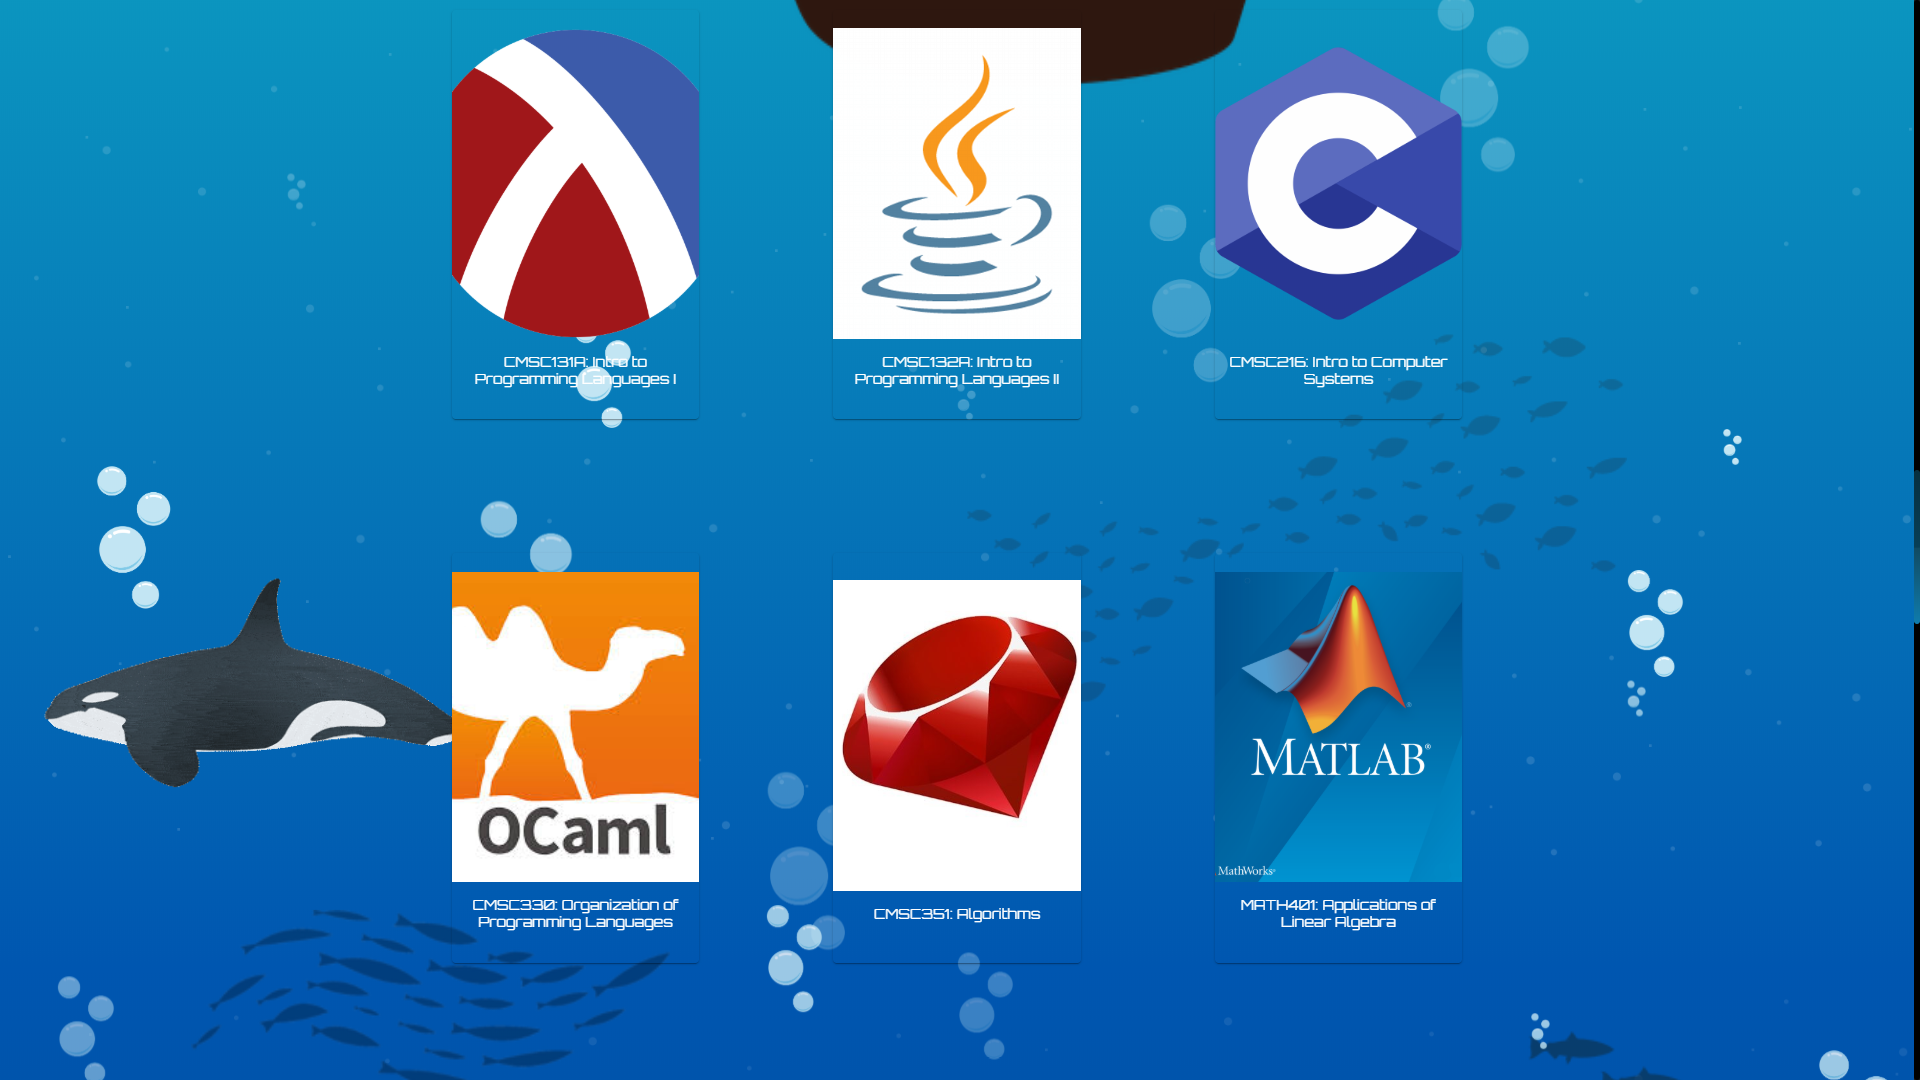 CMSC131A: Intro to
Programming Languages I
CMSC132A: Intro to
Programming Languages II
CMSC216: Intro to Computer
Systems
OCaml
MATLAB®
MathWorks®
CMSC330: Organization of
Programming Languages
CMSC351: Algorithms
MATH401: Applications of
Linear Algebra